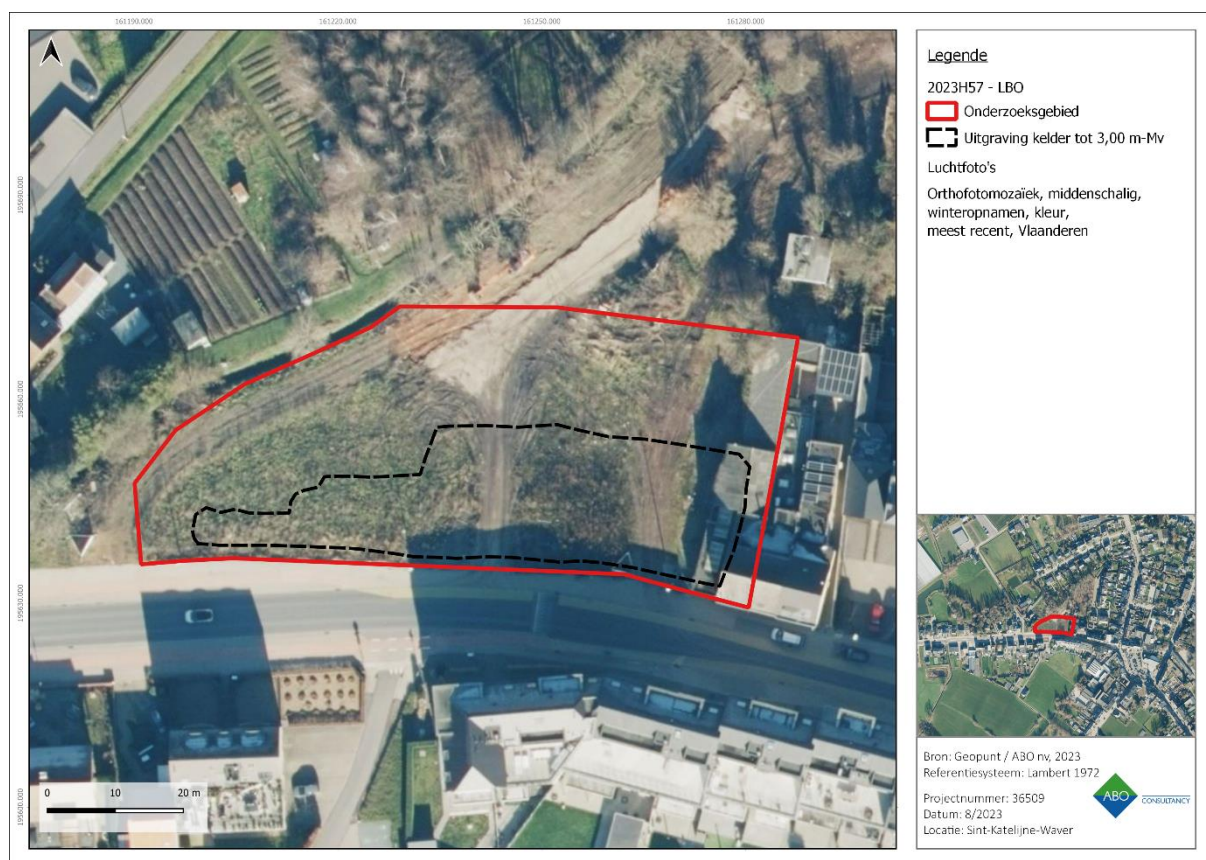 161190.000 161220.000 161250.000 161280.000
195690.000
195660.000
195630.000
195600.000
0 10 20 m
Legende
2023H57 - LBO
Onderzoeksgebied
Uitgraving kelder tot 3,00 m-Mv
Luchtfoto's
Orthofotomozaïek, middenschalig,
winteropnamen, kleur,
meest recent, Vlaanderen
Bron: Geopunt / ABO nv, 2023
Referentiesysteem: Lambert 1972
Projectnummer: 36509
Datum: 8/2023
Locatie: Sint-Katelijne-Waver
ABO CONSULTANCY